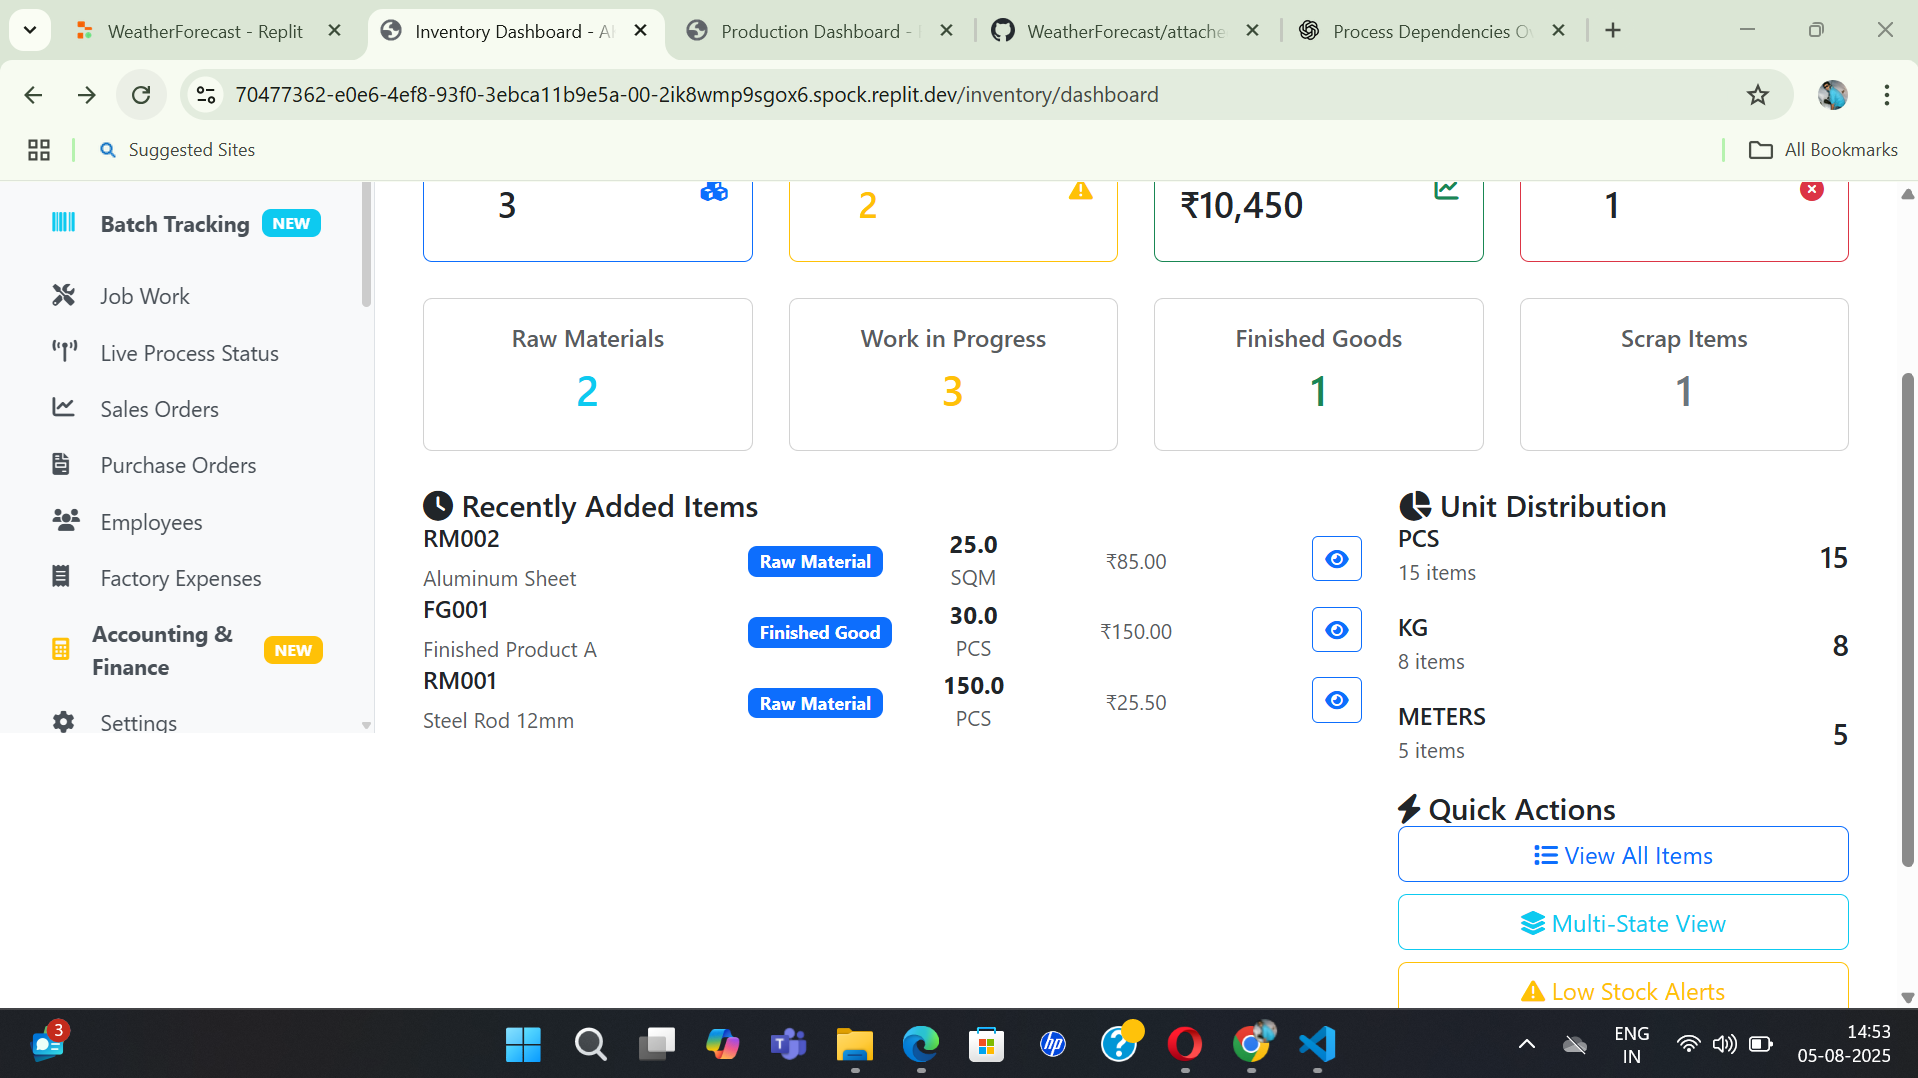 WeatherForecast - Replit
Inventory Dashboard - A
Production Dashboard -
WeatherForecast/attache
Process Dependencies O
70477362-e0e6-4ef8-93f0-3ebca11b9e5a-00-2ik8wmp9sgox6.spock.replit.dev/inventory/dashboard
Suggested Sites
All Bookmarks
Batch Tracking NEW
Job Work
Live Process Status
Sales Orders
Purchase Orders
Employees
Factory Expenses
Accounting &
Finance
NEW
Settings
3
2
₹10,450
1
Raw Materials
2
Work in Progress
3
Finished Goods
1
Scrap Items
1
Recently Added Items
RM002
Aluminum Sheet
Raw Material
25.0
SQM
₹85.00
FG001
Finished Product A
Finished Good
30.0
PCS
₹150.00
RM001
Steel Rod 12mm
Raw Material
150.0
PCS
₹25.50
Unit Distribution
PCS
15 items
15
KG
8 items
8
METERS
5 items
5
Quick Actions
View All Items
Multi-State View
Low Stock Alerts
3
hp
ENG
IN
14:53
05-08-2025